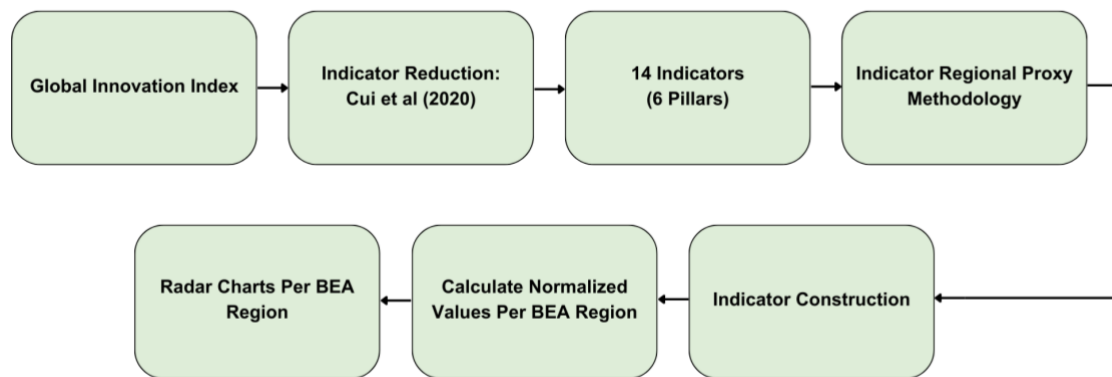 Global Innovation Index
Indicator Reduction:
Cui et al (2020)
14 Indicators
(6 Pillars)
Indicator Regional Proxy
Methodology
Indicator Construction
Calculate Normalized
Values Per BEA Region
Radar Charts Per BEA
Region